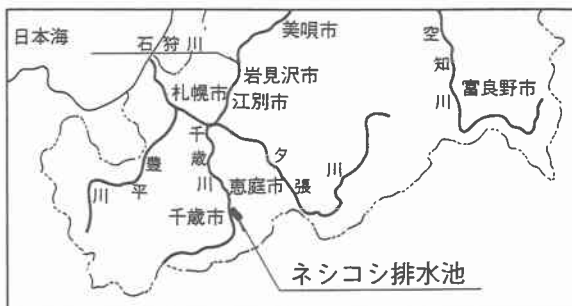 日本海
石狩川
美唄市
空知川
岩見沢市
富良野市
札幌市
江別市
千歳川
夕張川
豊平川
恵庭市
千歳市
ネシコシ排水池